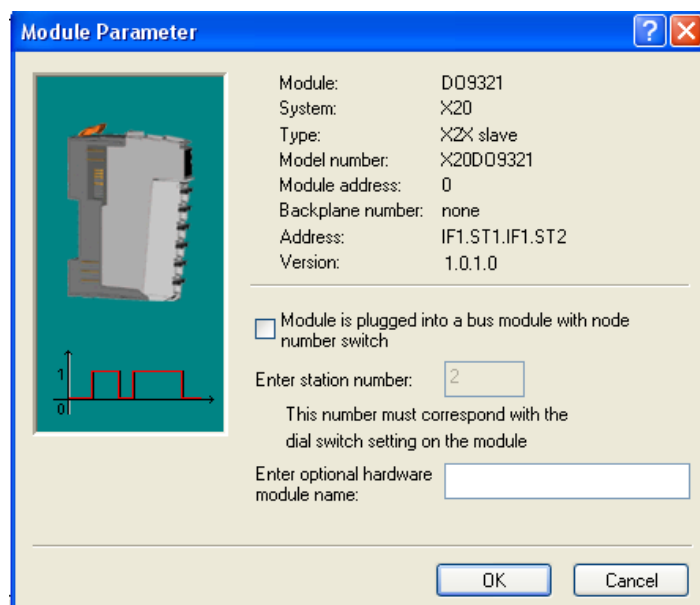 Module Parameter
Module: DO9321
System: X20
Type: X2X slave
Model number: X20DO9321
Module address: 0
Backplane number: none
Address: IF1.ST1.IF1.ST2
Version: 1.0.1.0
Module is plugged into a bus module with node
number switch
Enter station number: 2
This number must correspond with the
dial switch setting on the module
Enter optional hardware
module name:
1
0
OK Cancel